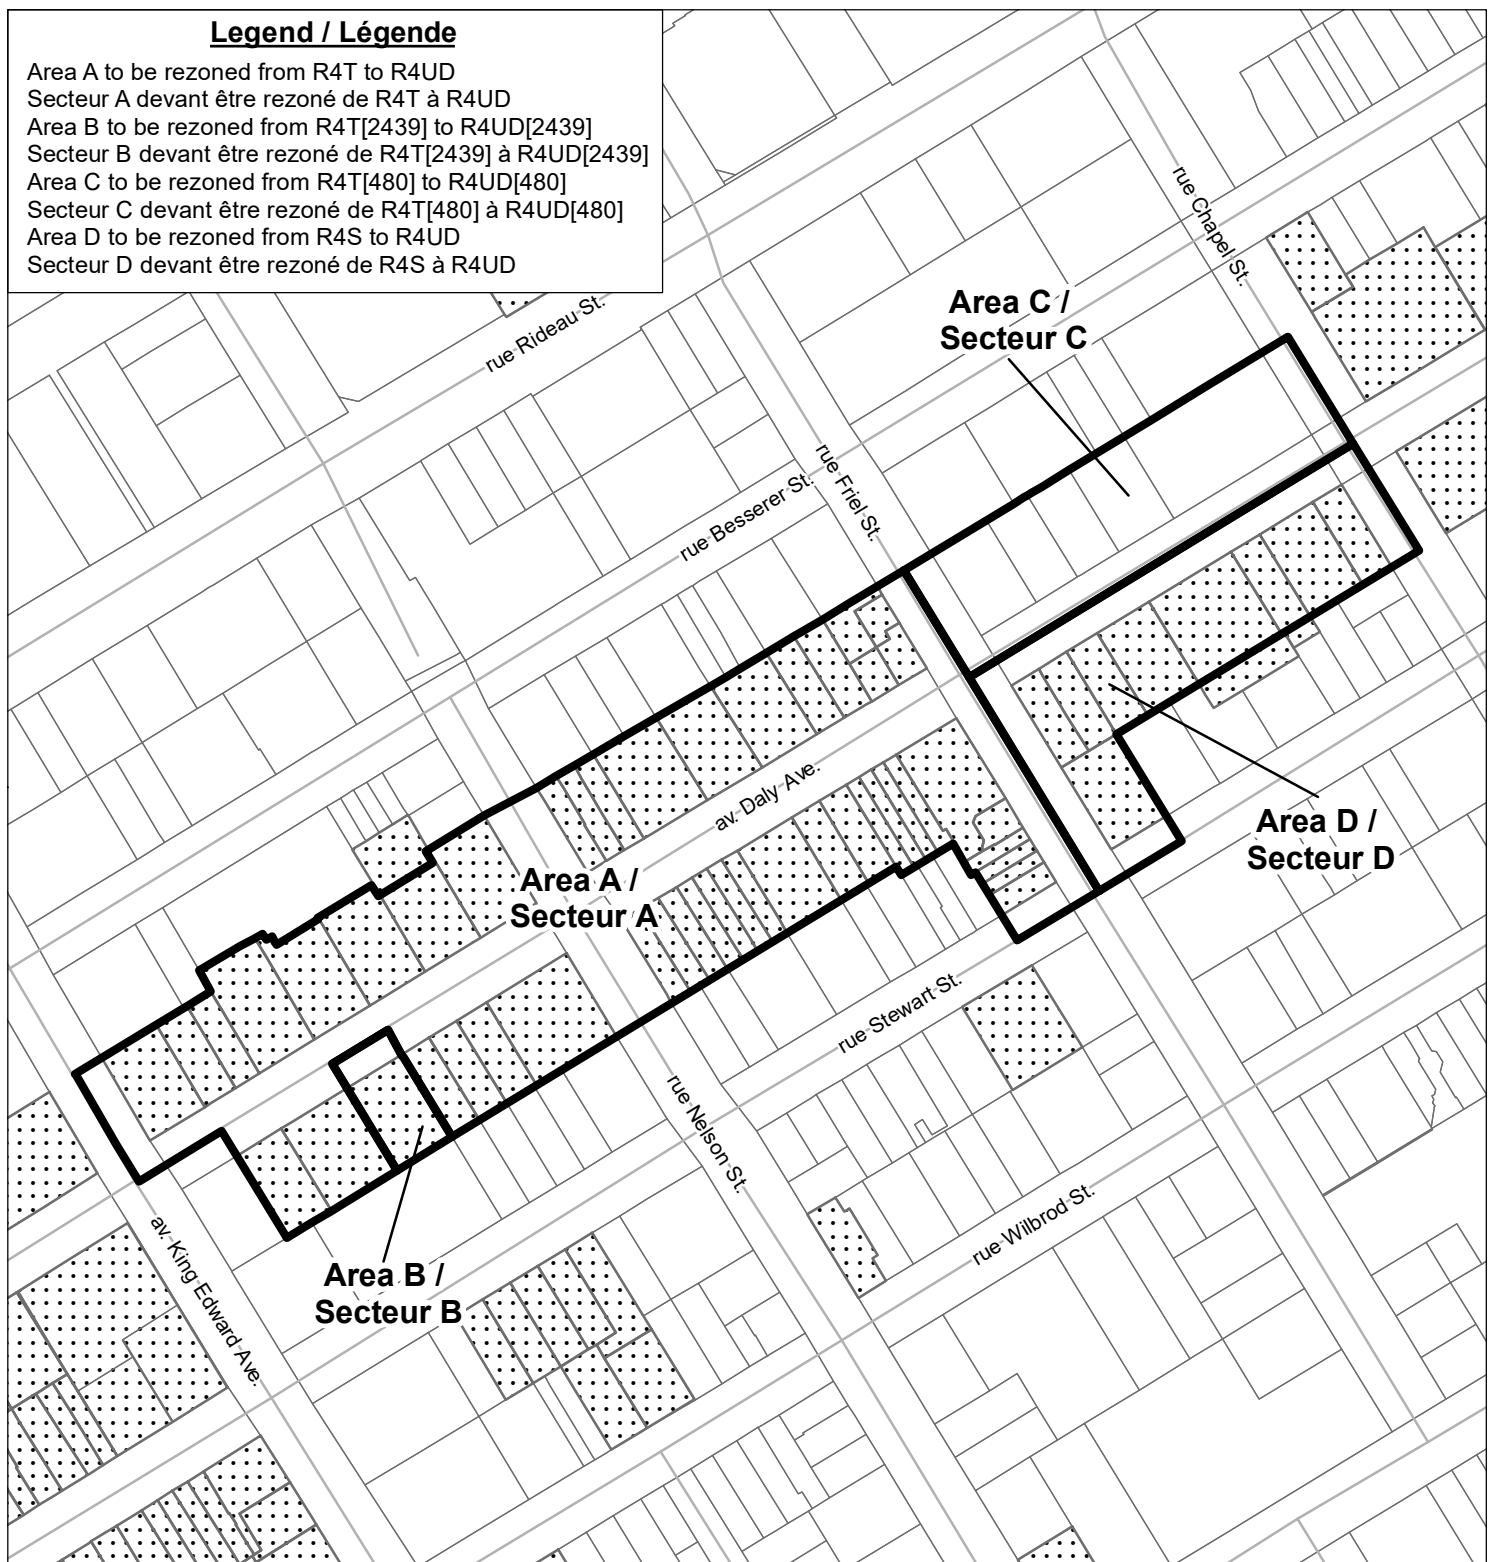 Legend / Légende
Area A to be rezoned from R4T to R4UD
Secteur A devant être rezoné de R4T à R4UD
Area B to be rezoned from R4T[2439] to R4UD[2439]
Secteur B devant être rezoné de R4T[2439] à R4UD[2439]
Area C to be rezoned from R4T[480] to R4UD[480]
Secteur C devant être rezoné de R4T[480] à R4UD[480]
Area D to be rezoned from R4S to R4UD
Secteur D devant être rezoné de R4S à R4UD
rue Chapel St.
Area C /
Secteur C
rue Rideau St.
rue Friel St.
rue Besserer St.
av. Daly Ave.
Area D /
Secteur D
Area A /
Secteur A
rue Stewart St.
rue Nelson St.
rue Wilbrod St.
av. King Edward Ave.
Area B /
Secteur B